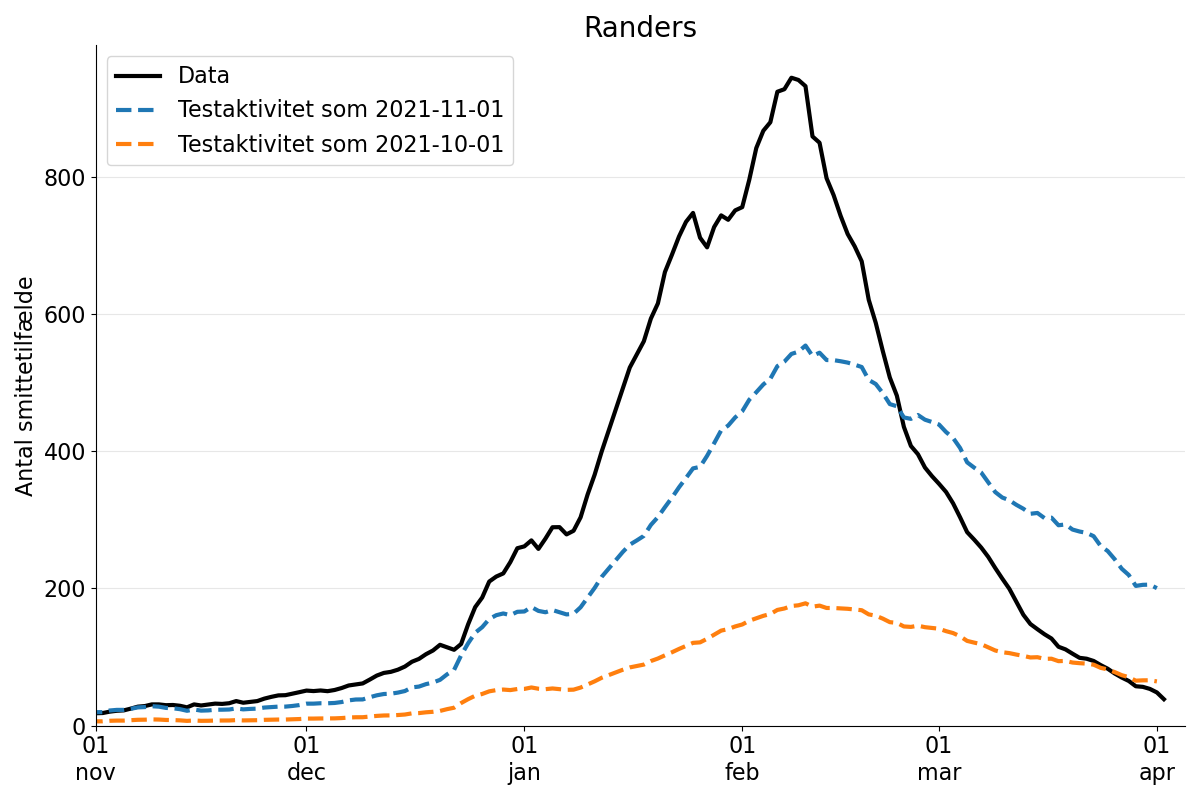 Randers
Data
Testaktivitet som 2021-11-01
Testaktivitet som 2021-10-01
Antal smittetilfælde
800
600
400
200
0
01 01 01 01 01 01
nov dec jan feb mar apr